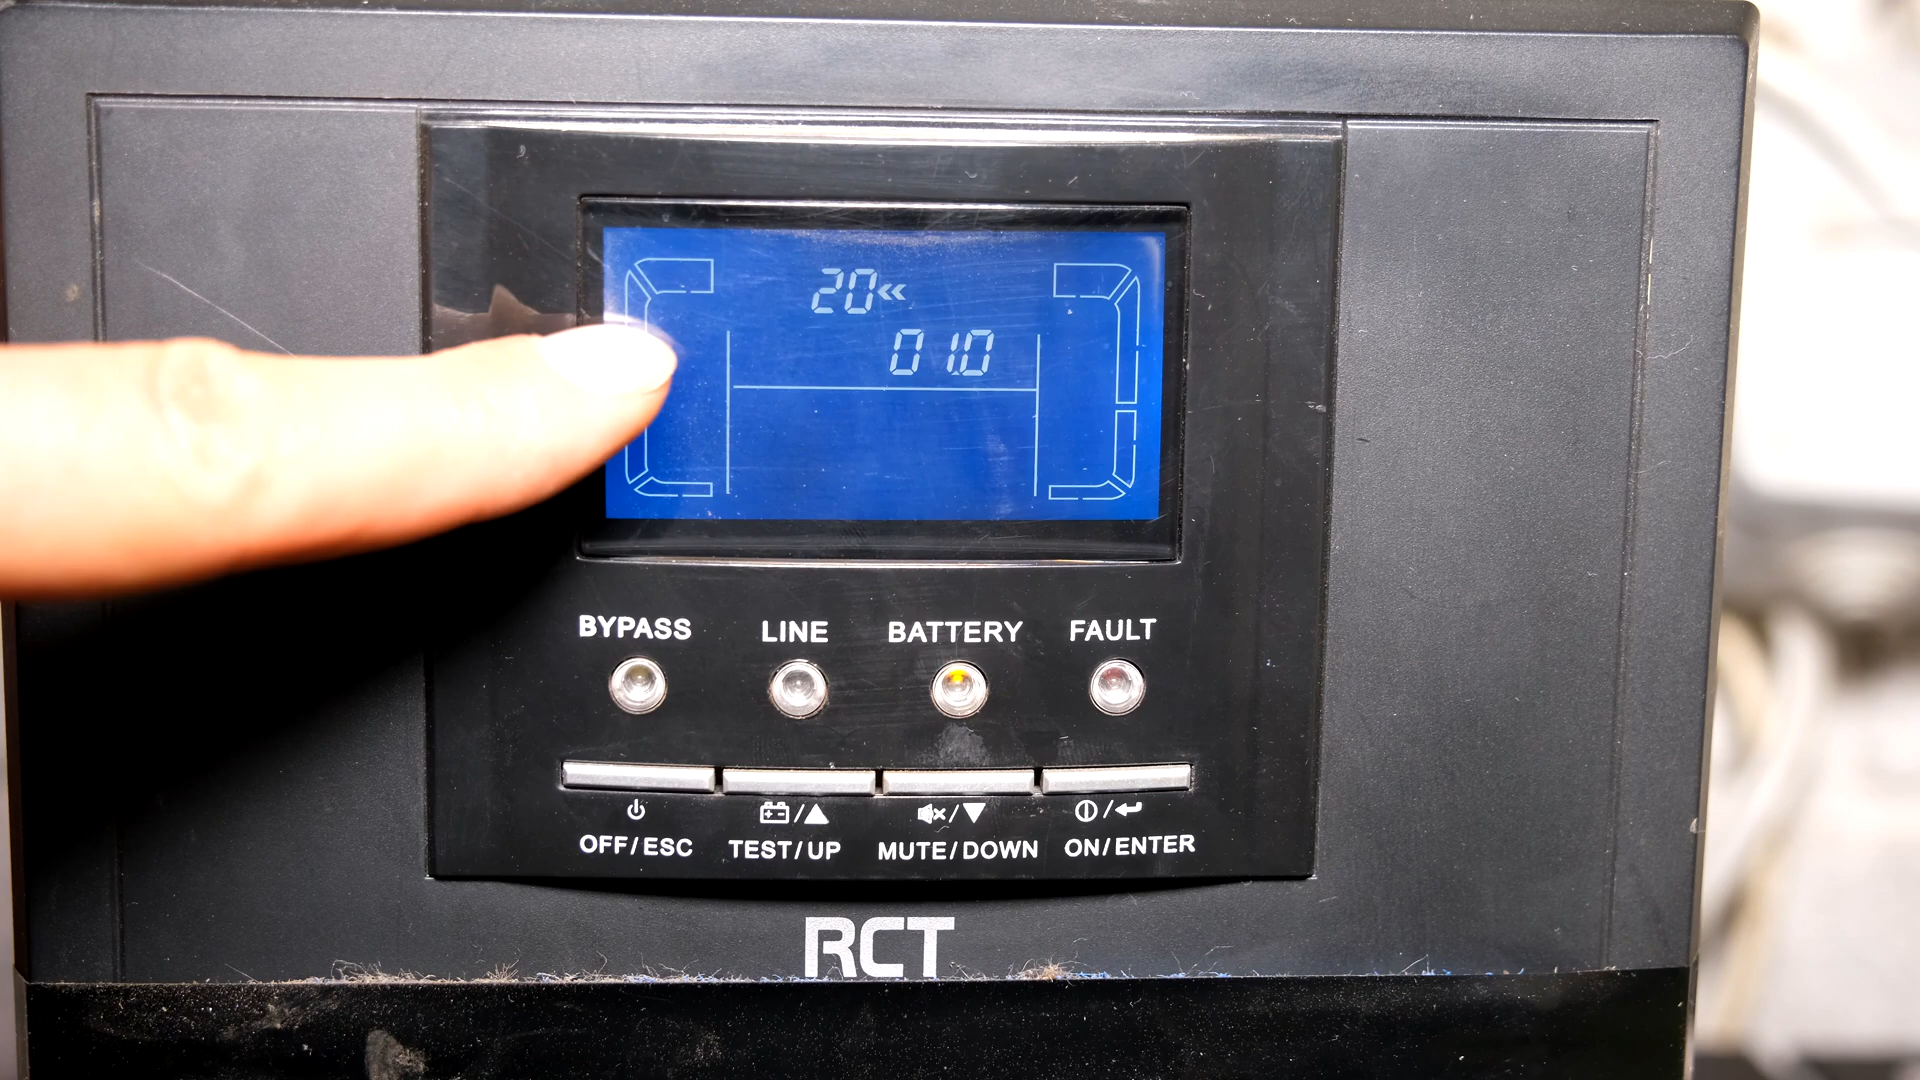 20«
01.0
BYPASS LINE BATTERY FAULT
OFF/ESC TEST/UP MUTE/DOWN ON/ENTER
RCT